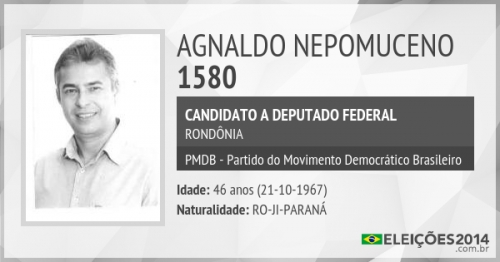 AGNALDO NEPOMUCENO
1580
CANDIDATO A DEPUTADO FEDERAL
RONDÔNIA
PMDB - Partido do Movimento Democrático Brasileiro
Idade: 46 anos (21-10-1967)
Naturalidade: RO-JI-PARANÁ
ELEIÇÕES2014
.com.br